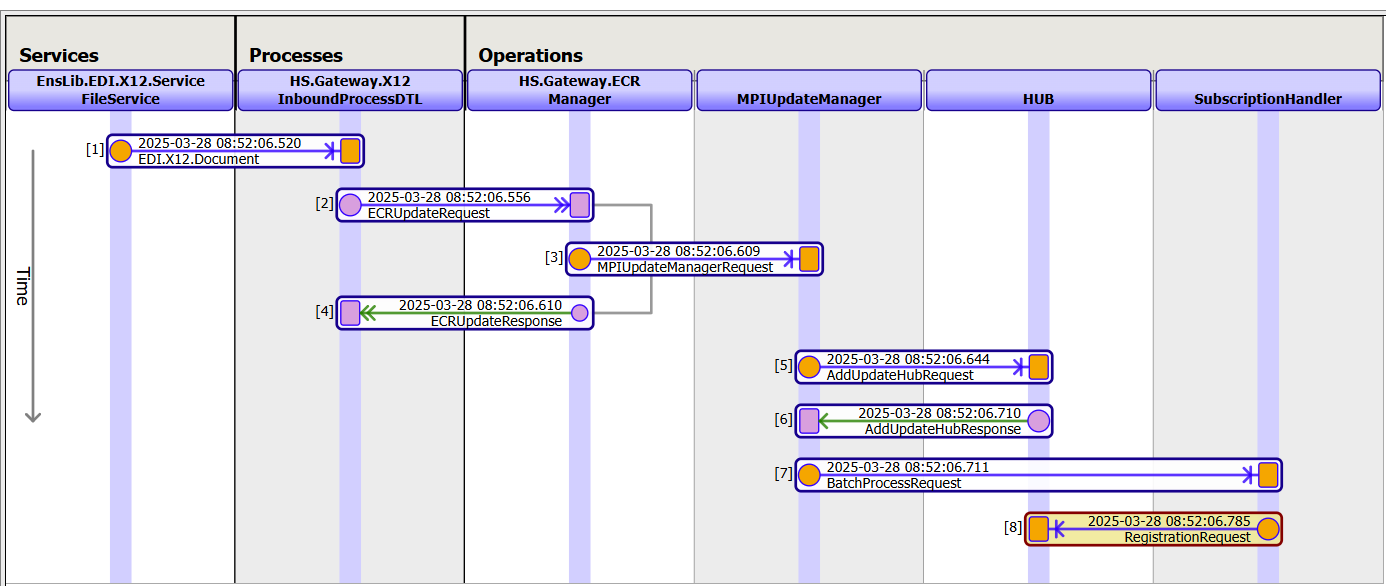 Services
Processes
Operations
EnsLib.EDI.X12.Service
FileService
HS.Gateway.X12
InboundProcessDTL
HS.Gateway.ECR
Manager
MPIUpdateManager
HUB
SubscriptionHandler
Time
[1]
2025-03-28 08:52:06.520
EDI.X12.Document
[2]
2025-03-28 08:52:06.556
ECRUpdateRequest
[3]
2025-03-28 08:52:06.609
MPIUpdateManagerRequest
[4]
2025-03-28 08:52:06.610
ECRUpdateResponse
[5]
2025-03-28 08:52:06.644
AddUpdateHubRequest
[6]
2025-03-28 08:52:06.710
AddUpdateHubResponse
[7]
2025-03-28 08:52:06.711
BatchProcessRequest
[8]
2025-03-28 08:52:06.785
RegistrationRequest